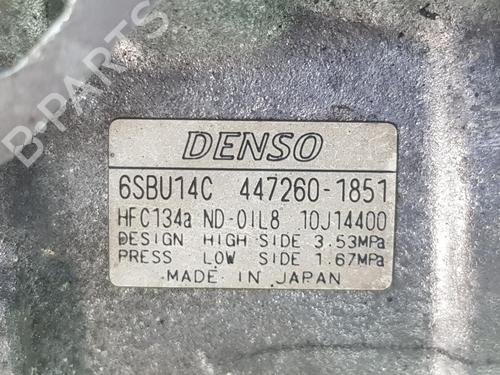 B-PARTS
DENSO
6SBU14C 447260-1851
HFC134a ND-OIL8 10J14400
DESIGN HIGH SIDE 3.53MPa
PRESS LOW SIDE 1.67MPa
MADE IN JAPAN